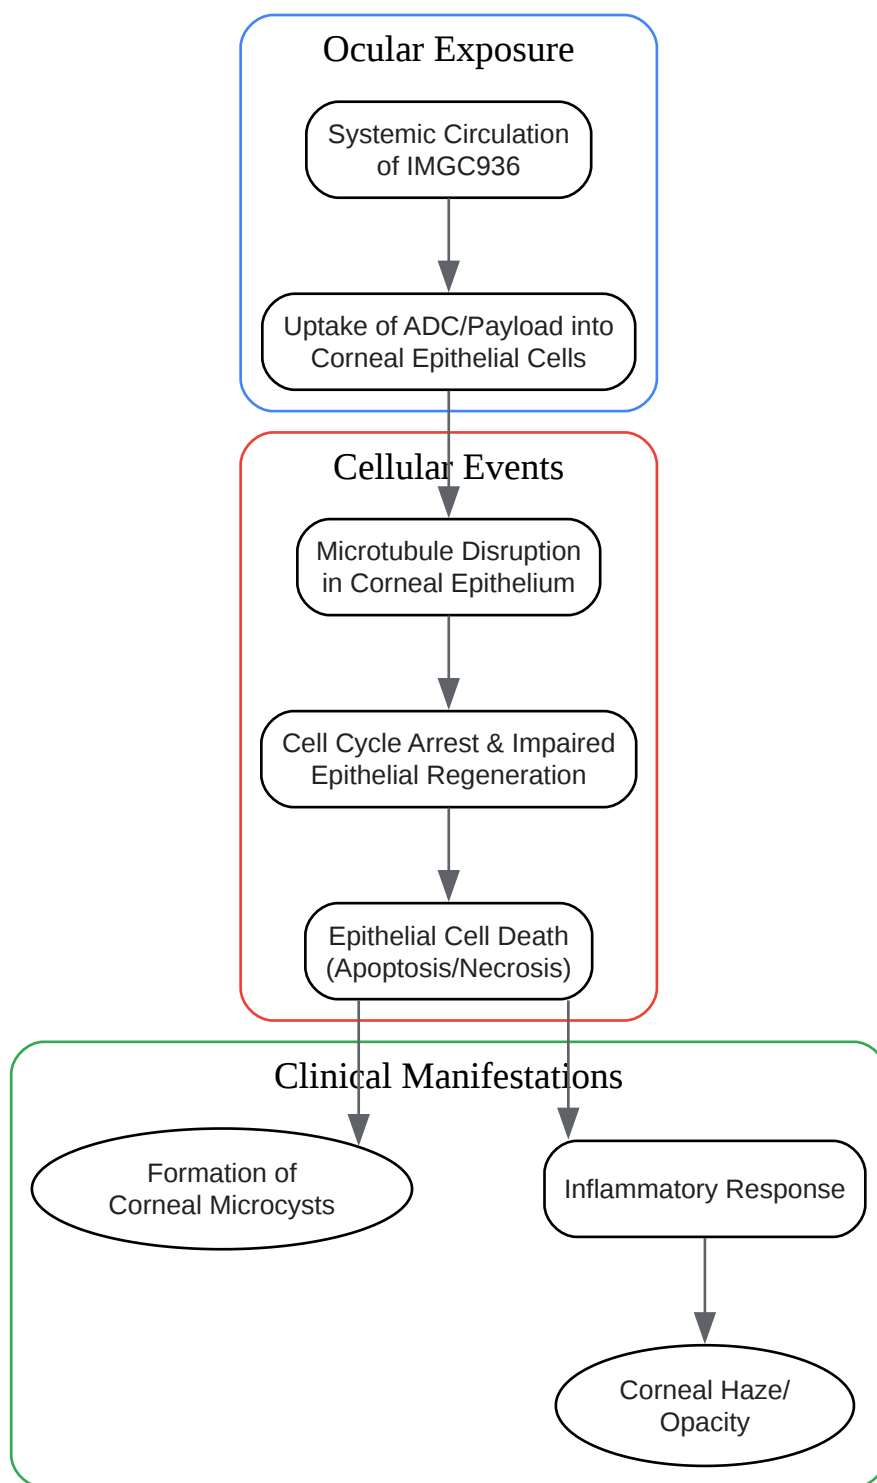 Ocular Exposure
Systemic Circulation
of IMGC936
Uptake of ADC/Payload into
Corneal Epithelial Cells
Cellular Events
Microtubule Disruption
in Corneal Epithelium
Cell Cycle Arrest & Impaired
Epithelial Regeneration
Epithelial Cell Death
(Apoptosis/Necrosis)
Clinical Manifestations
Formation of
Corneal Microcysts
Inflammatory Response
Corneal Haze/
Opacity